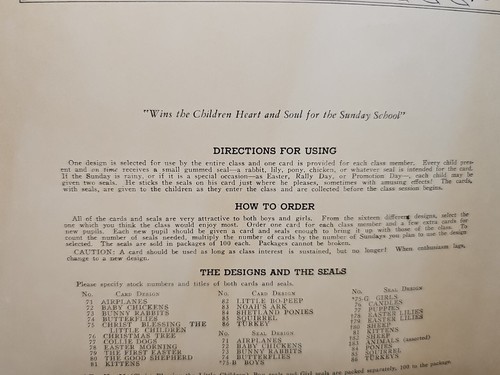 "Wins the Children Heart and Soul for the Sunday School"
DIRECTIONS FOR USING
One design is selected for use by the entire class and one card is provided for each class member. Every child pres-
ent and on time receives a small gummed seal—a rabbit, lily, pony, chicken, or whatever seal is intended for the card.
If the Sunday is rainy, or if it is a special occasion—as Easter, Rally Day, or Promotion Day—, each child may be
given two seals. He sticks the seals on his card just where he pleases, sometimes with amusing effects! The cards,
with seals, are given to the children as they enter the class and are collected before the class session begins.
HOW TO ORDER
All of the cards and seals are very attractive to both boys and girls. From the sixteen different designs, select the
one which you think the class would enjoy most. Order one card for each class member and a few extra cards for
new pupils. Each new pupil should be given a card and seals enough to bring it up with those of the class. To
count the number of seals needed, multiply the number of cards by the number of Sundays you plan to use the design
selected. The seals are sold in packages of 100 each. Packages cannot be broken.
CAUTION: A card should be used as long as class interest is sustained, but no longer! When enthusiasm lags,
change to a new design.
THE DESIGNS AND THE SEALS
Please specify stock numbers and titles of both cards and seals.
No. CARD DESIGN
71 AIRPLANES
72 BABY CHICKENS
73 BUNNY RABBITS
74 BUTTERFLIES
75 CHRIST BLESSING THE
LITTLE CHILDREN
76 CHRISTMAS TREE
77 COLLIE DOGS
78 EASTER MORNING
79 THE FIRST EASTER
80 THE GOOD SHEPHERD
81 KITTENS
No. CARD DESIGN
82 LITTLE BO-PEEP
83 NOAH'S ARK
84 SHETLAND PONIES
85 SQUIRREL
86 TURKEY
No. SEAL DESIGN
71 AIRPLANES
72 BABY CHICKENS
73 BUNNY RABBITS
74 BUTTERFLIES
*75-B BOYS
No. SEAL DESIGN
*75-G GIRLS
76 CANDLES
77 PUPPIES
178 EASTER LILIES
179 EASTER LILIES
180 SHEEP
81 KITTENS
182 SHEEP
183 ANIMALS (assorted)
84 PONIES
85 SQUIRREL
86 TURKEYS